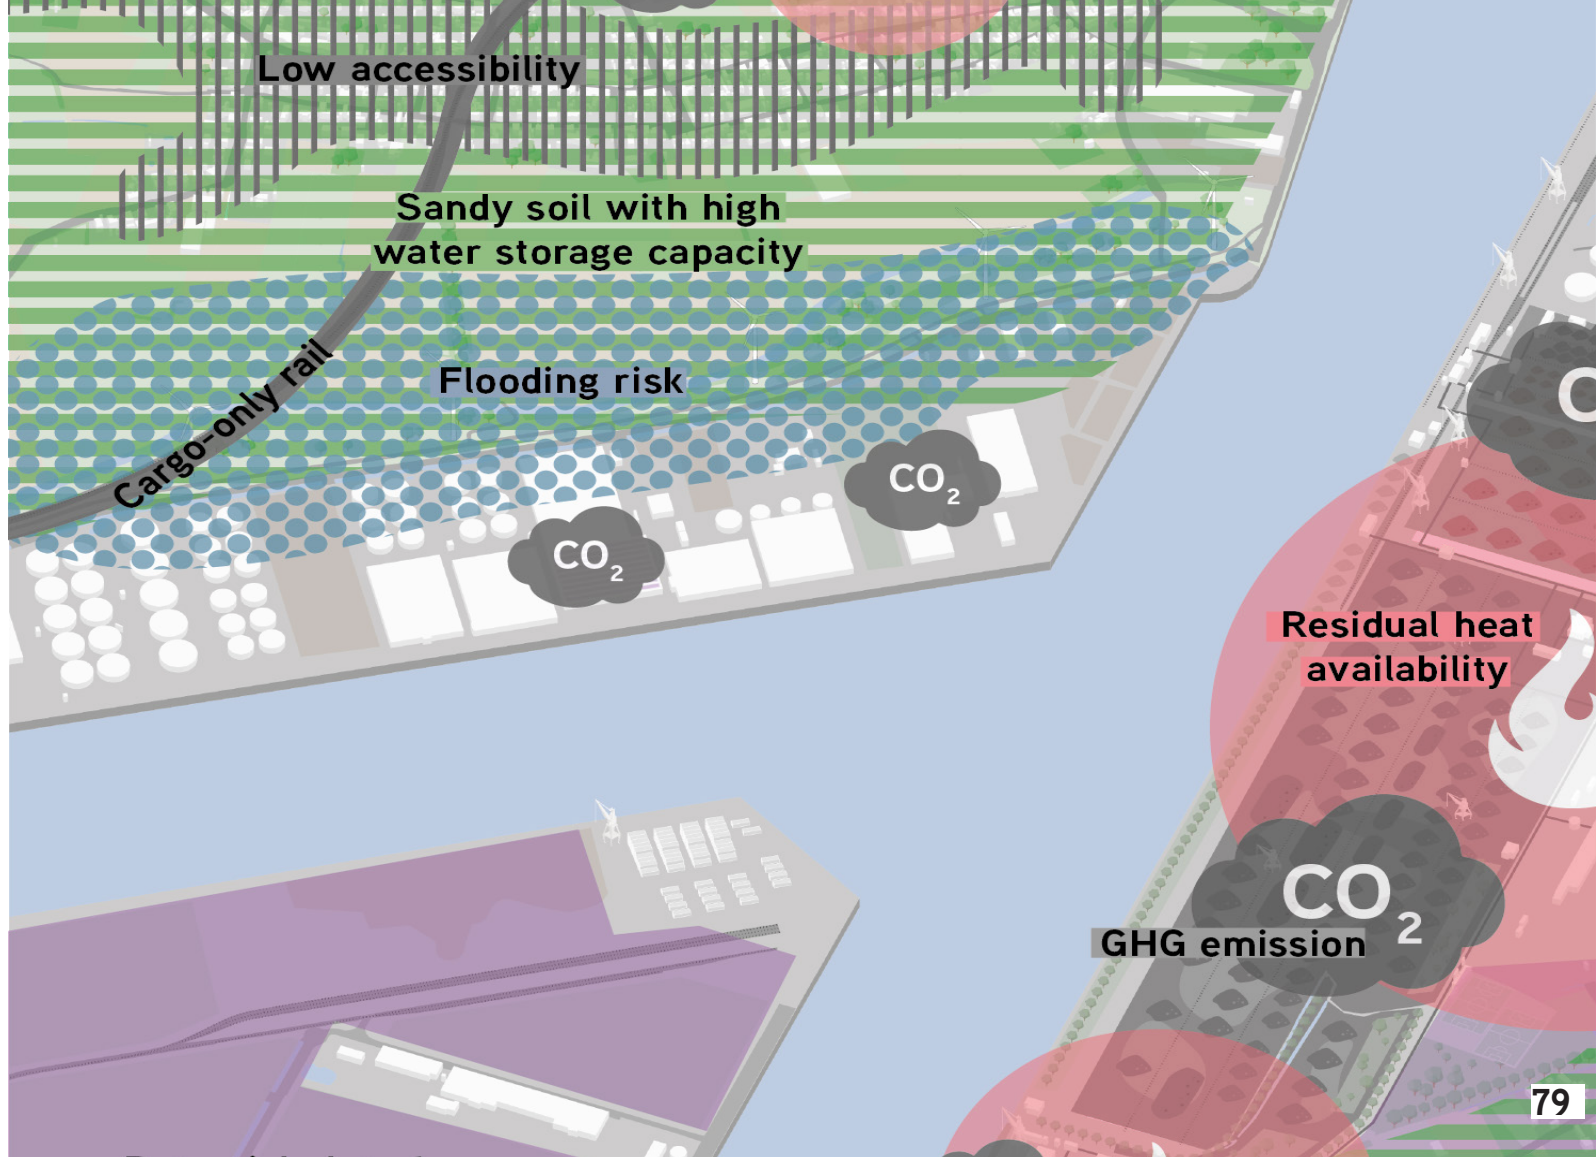 Low accessibility
Sandy soil with high
water storage capacity
Flooding risk
Cargo-only rail
CO2
CO2
C
Residual heat
availability
CO2
GHG emission
79